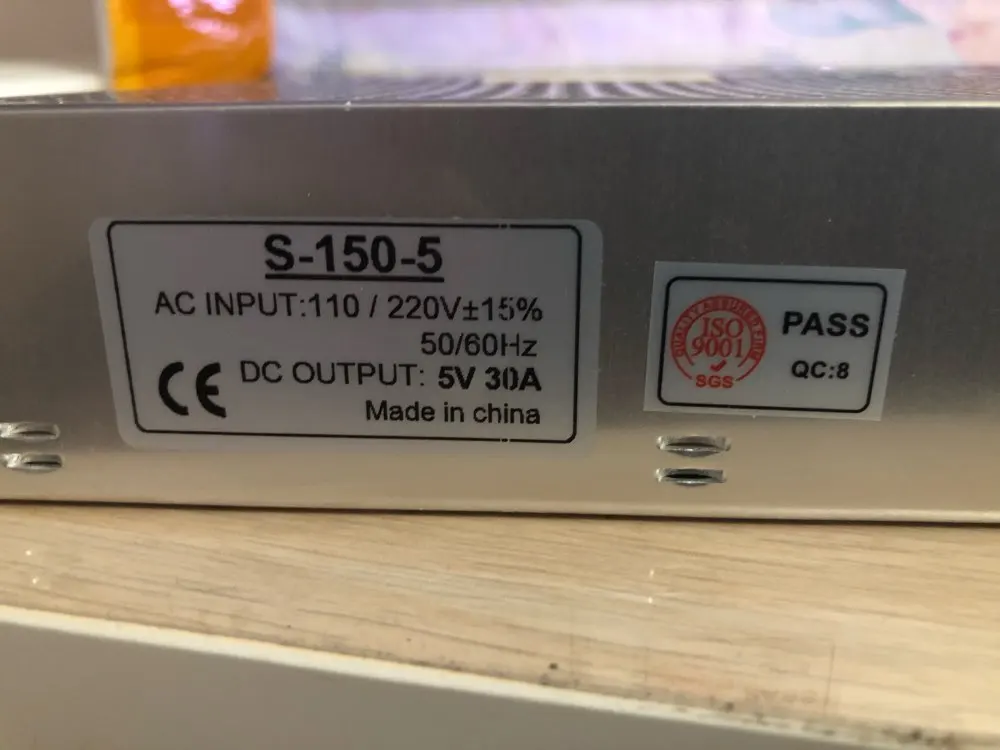 S-150-5
AC INPUT:110 / 220V±15%
50/60Hz
CE DC OUTPUT: 5V 30A
Made in china
ISO
9001
SGS
PASS
QC:8